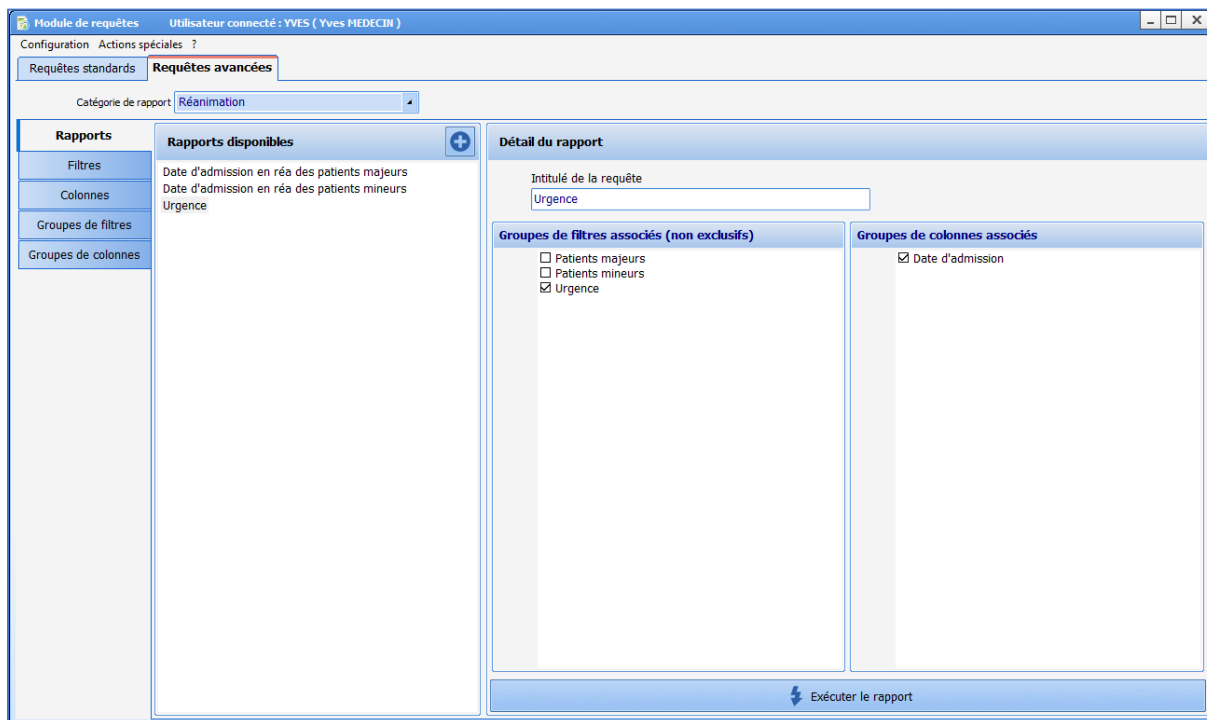 Module de requêtes Utilisateur connecté : YVES ( Yves MEDECIN )
Configuration Actions spéciales ?
Requêtes standards Requêtes avancées
Catégorie de rapport Réanimation
Rapports
Filtres
Colonnes
Groupes de filtres
Groupes de colonnes
Rapports disponibles
Date d'admission en réa des patients majeurs
Date d'admission en réa des patients mineurs
Urgence
Détail du rapport
Intitulé de la requête
Urgence
Groupes de filtres associés (non exclusifs)
Patients majeurs
Patients mineurs
Urgence
Groupes de colonnes associés
Date d'admission
Exécuter le rapport